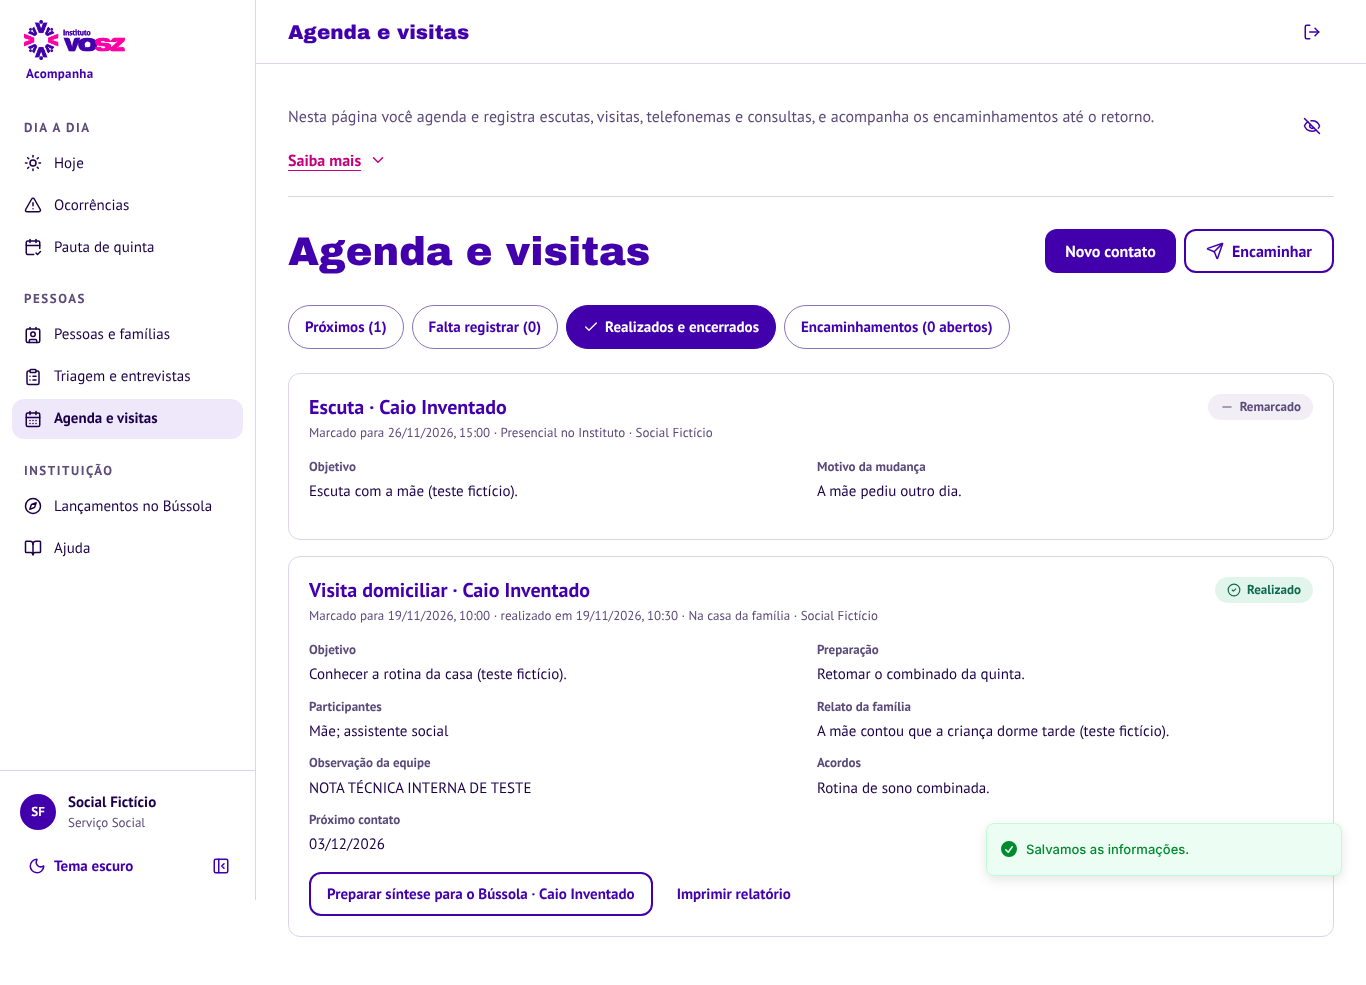 Instituto
VOSZ
Acompanha
DIA A DIA
Hoje
Ocorrências
Pauta de quinta
PESSOAS
Pessoas e famílias
Triagem e entrevistas
Agenda e visitas
INSTITUIÇÃO
Lançamentos no Bússola
Ajuda
SF
Social Fictício
Serviço Social
Tema escuro
Agenda e visitas
Nesta página você agenda e registra escutas, visitas, telefonemas e consultas, e acompanha os encaminhamentos até o retorno.
Saiba mais
Agenda e visitas
Novo contato
Encaminhar
Próximos (1)
Falta registrar (0)
Realizados e encerrados
Encaminhamentos (0 abertos)
Escuta · Caio Inventado
Remarcado
Marcado para 26/11/2026, 15:00 · Presencial no Instituto · Social Fictício
Objetivo
Escuta com a mãe (teste fictício).
Motivo da mudança
A mãe pediu outro dia.
Visita domiciliar · Caio Inventado
Realizado
Marcado para 19/11/2026, 10:00 · realizado em 19/11/2026, 10:30 · Na casa da família · Social Fictício
Objetivo
Conhecer a rotina da casa (teste fictício).
Preparação
Retomar o combinado da quinta.
Participantes
Mãe; assistente social
Relato da família
A mãe contou que a criança dorme tarde (teste fictício).
Observação da equipe
NOTA TÉCNICA INTERNA DE TESTE
Acordos
Rotina de sono combinada.
Próximo contato
03/12/2026
Salvamos as informações.
Preparar síntese para o Bússola · Caio Inventado
Imprimir relatório